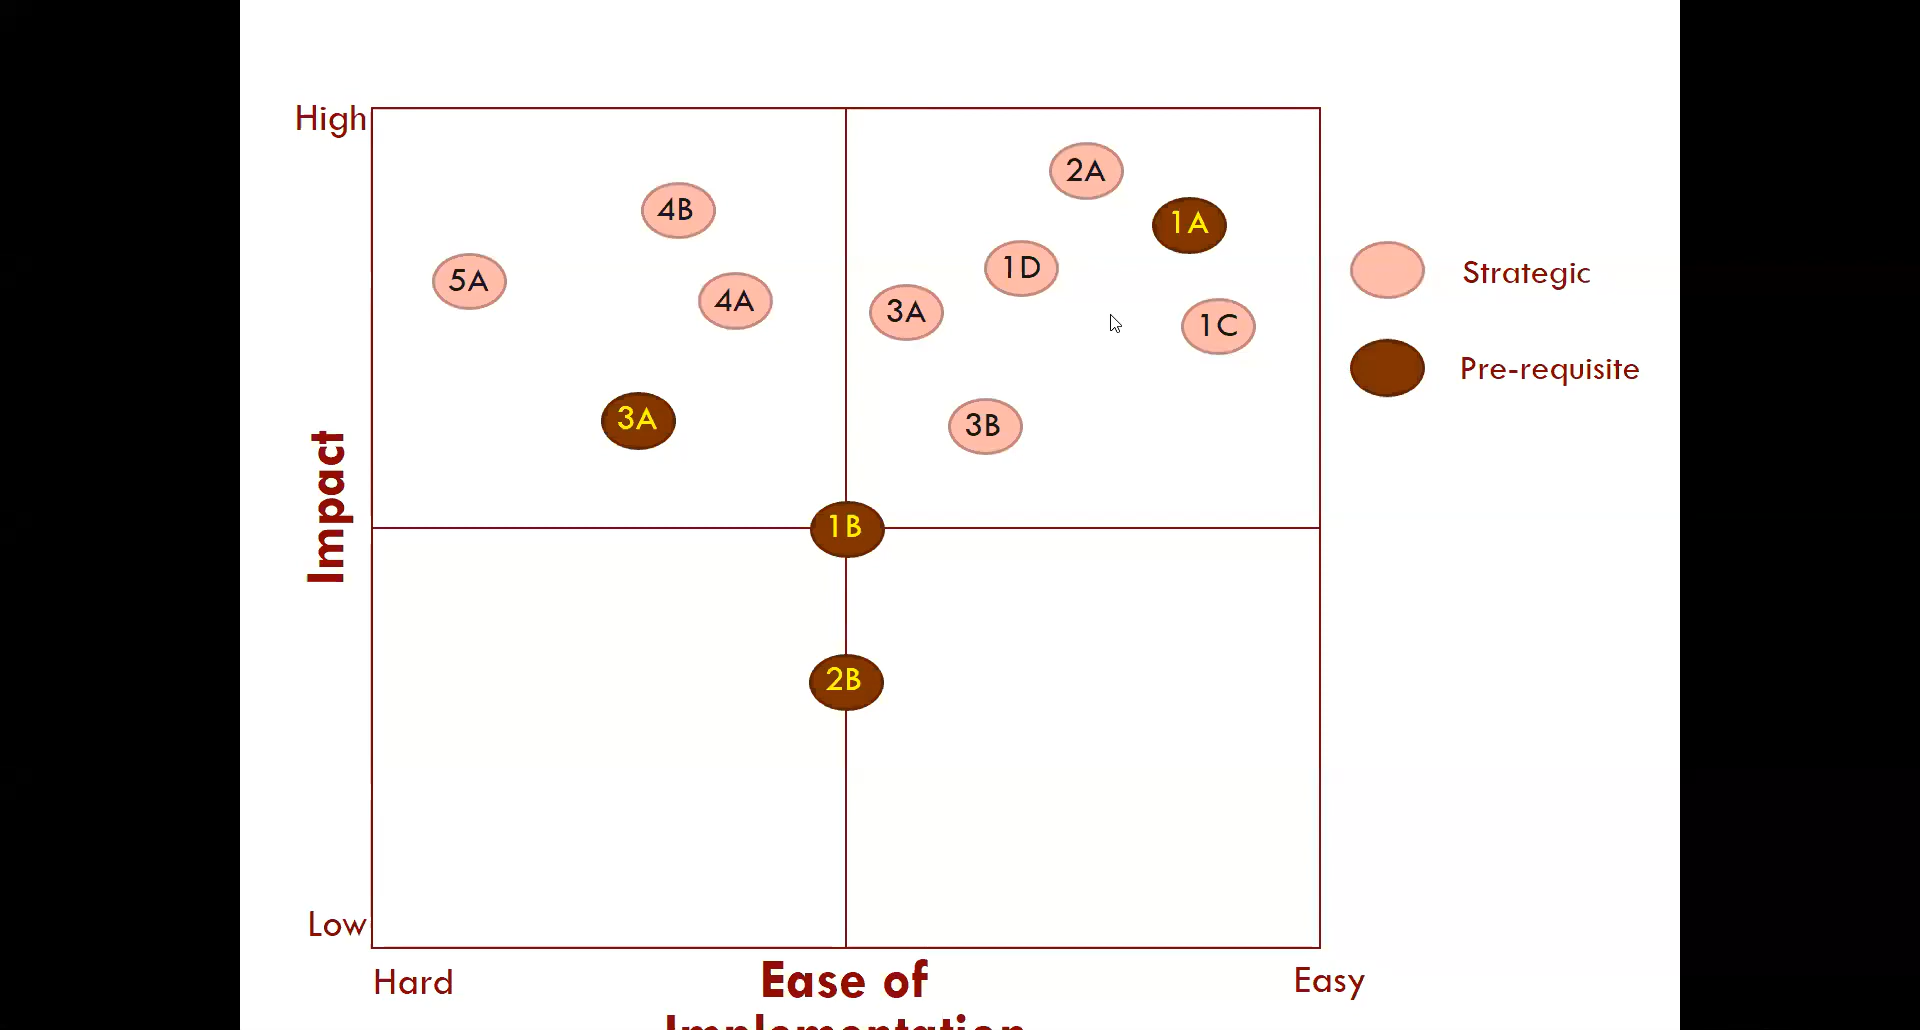 High
2A
4B
1A
1D
Strategic
5A
4A
3A
1C
Pre-requisite
3A
3B
Impact
1B
2B
Low
Hard
Ease of
Easy
Implementation